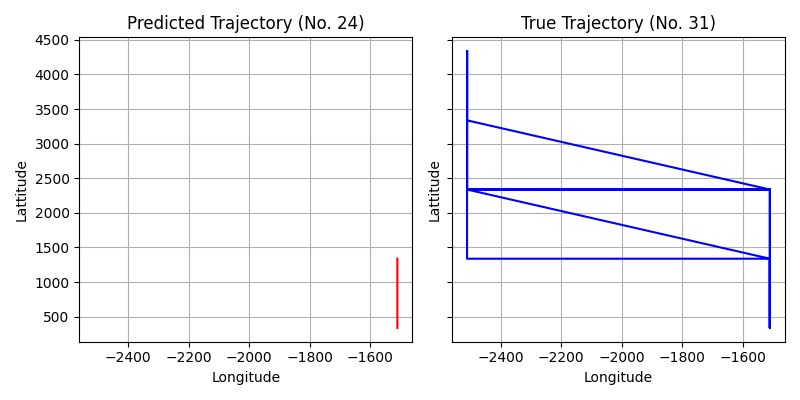 Predicted Trajectory (No. 24)
True Trajectory (No. 31)
4500
4000
3500
3000
2500
2000
1500
1000
500
Lattitude
Lattitude
−2400 −2200 −2000 −1800 −1600
−2400 −2200 −2000 −1800 −1600
Longitude
Longitude